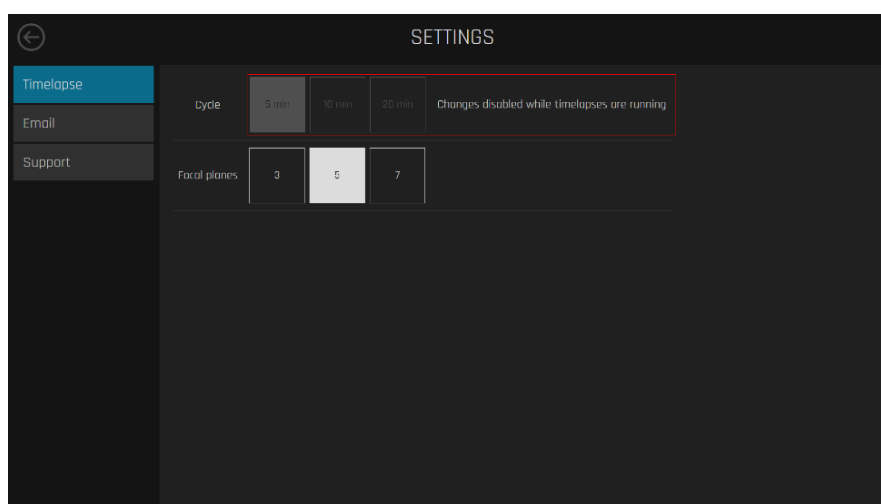 SETTINGS
Timelapse
Email
Support
Cycle 5 min 10 min 20 min Changes disabled while timelapses are running
Focal planes 3 5 7